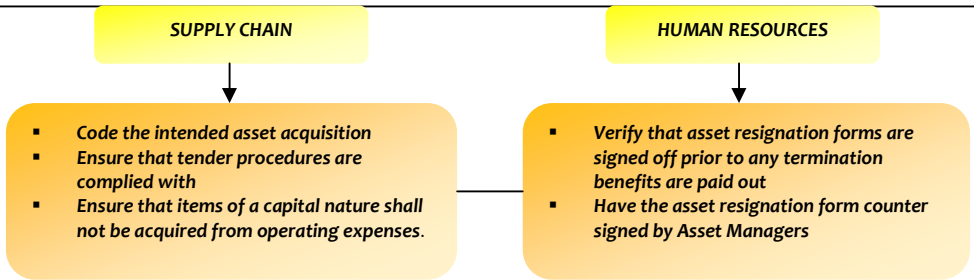 SUPPLY CHAIN
▪ Code the intended asset acquisition
▪ Ensure that tender procedures are
complied with
▪ Ensure that items of a capital nature shall
not be acquired from operating expenses.
HUMAN RESOURCES
▪ Verify that asset resignation forms are
signed off prior to any termination
benefits are paid out
▪ Have the asset resignation form counter
signed by Asset Managers